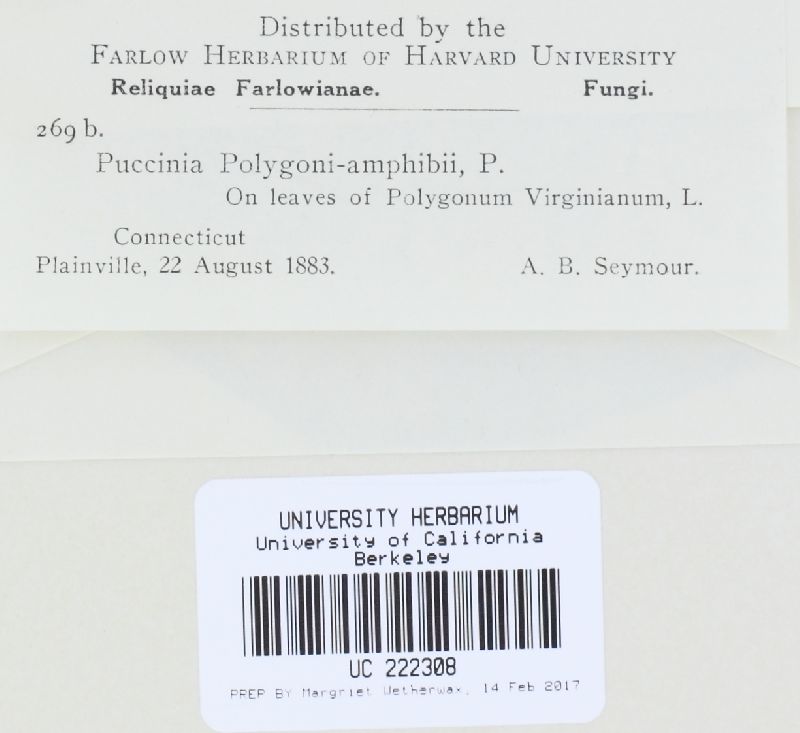 Distributed by the
Farlow Herbarium of Harvard University
Reliquiae Farlowianae. Fungi.
269 b.
Puccinia Polygoni-amphibii, P.
On leaves of Polygonum Virginianum, L.
Connecticut
Plainville, 22 August 1883. A. B. Seymour.
UNIVERSITY HERBARIUM
University of California
Berkeley
UC 222308
PREP BY Margriet Wetherwax, 14 Feb 2017